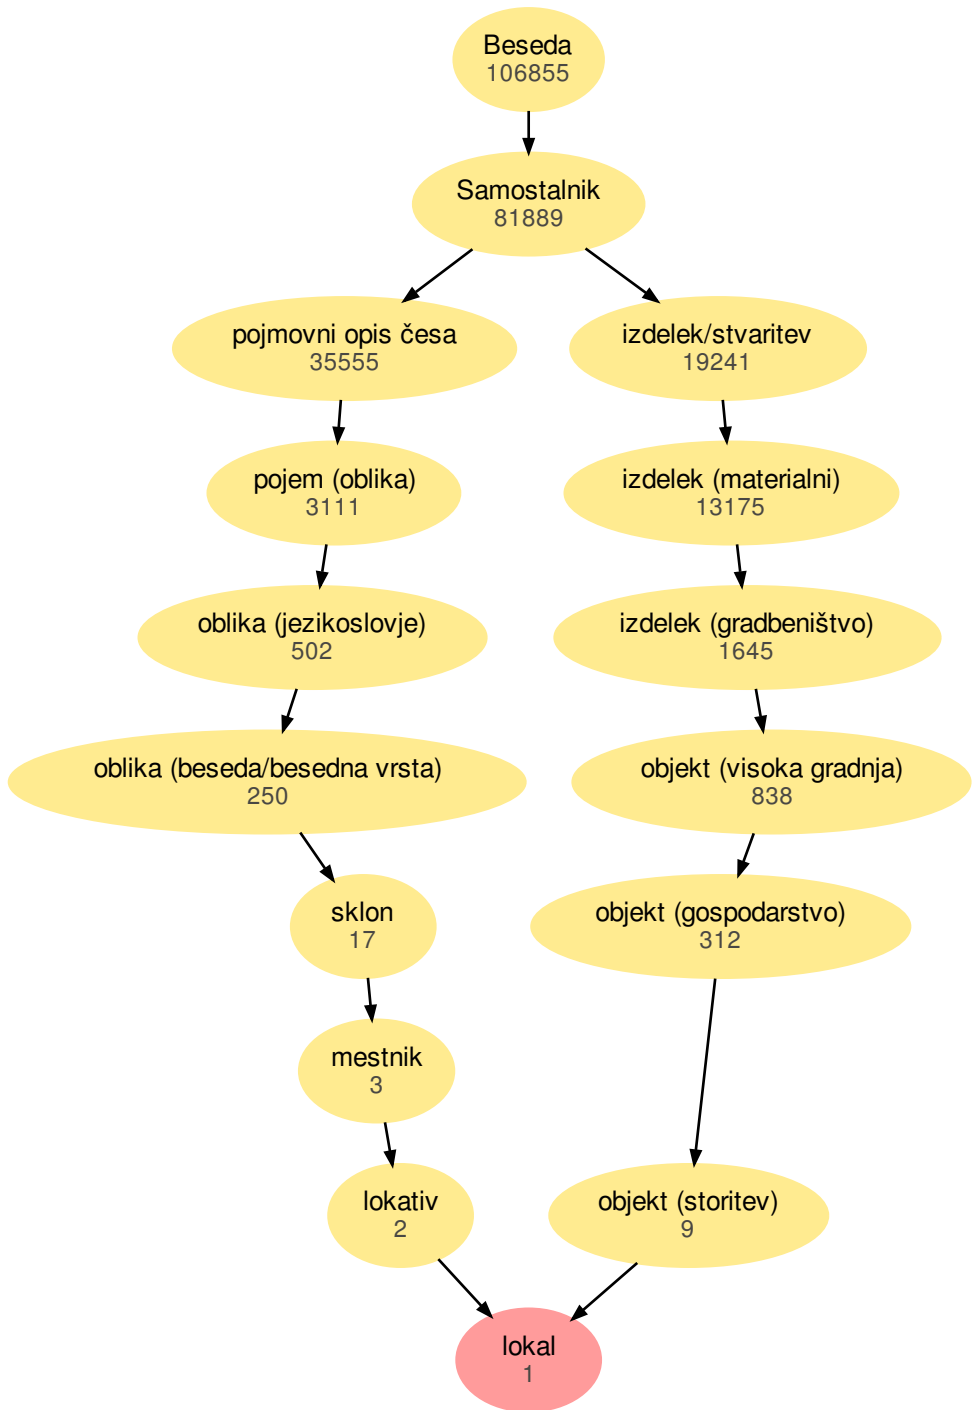 Beseda
106855
Samostalnik
81889
pojmovni opis česa
35555
izdelek/stvaritev
19241
pojem (oblika)
3111
izdelek (materialni)
13175
oblika (jezikoslovje)
502
izdelek (gradbeništvo)
1645
oblika (beseda/besedna vrsta)
250
objekt (visoka gradnja)
838
sklon
17
objekt (gospodarstvo)
312
mestnik
3
lokativ
2
objekt (storitev)
9
lokal
1